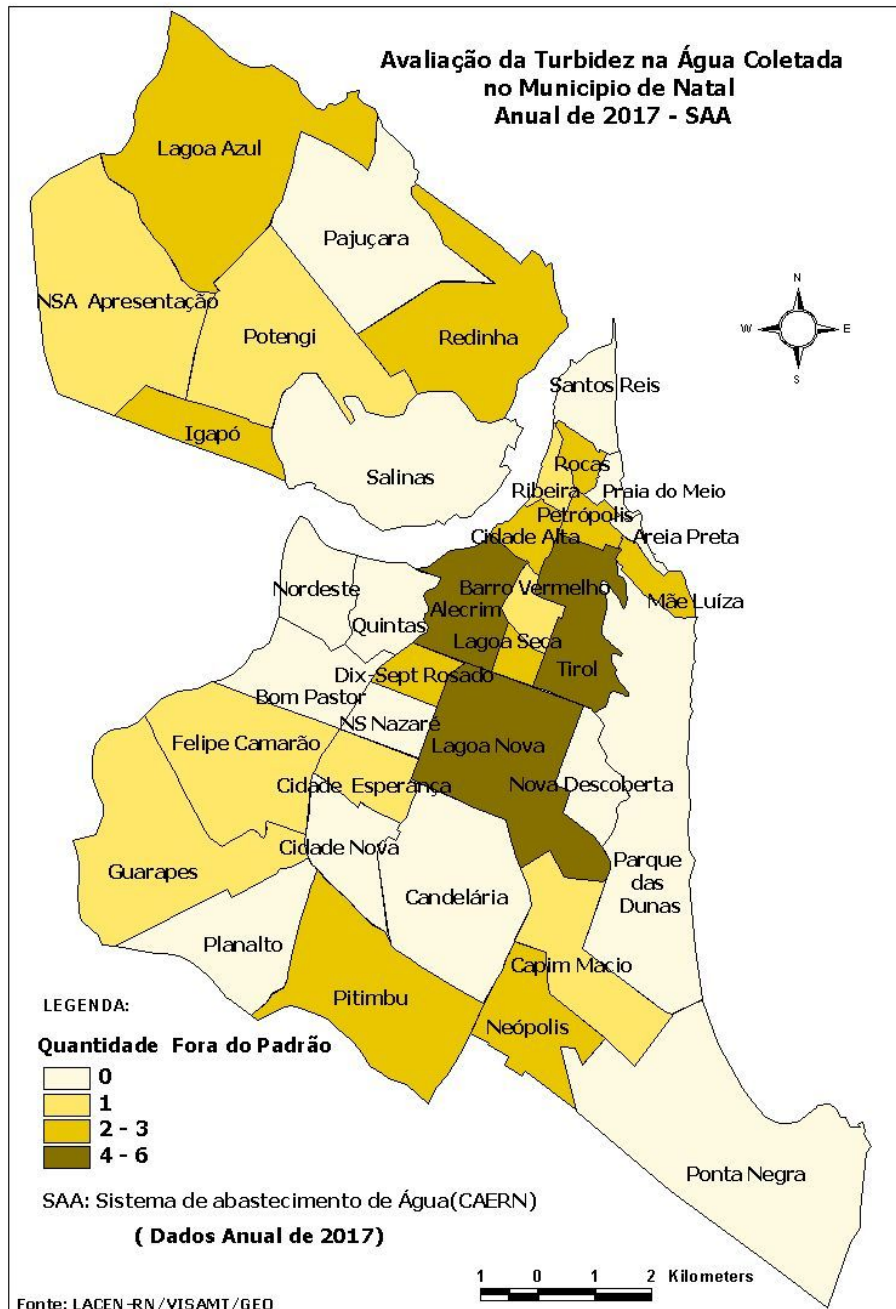 Avaliação da Turbidez na Água Coletada
no Municipio de Natal
Anual de 2017 - SAA
Lagoa Azul
Pajuçara
NSA Apresentação
Potengi
Redinha
N
W
E
S
Igapó
Salinas
Santos Reis
Rocas
Ribeira
Praia do Meio
Petrópolis
Cidade Alta
Areia Preta
Nordeste
Barro Vermelho
Mãe Luíza
Alecrim
Quintas
Lagoa Seca
Tirol
Dix-Sept Rosado
Bom Pastor
NS Nazaré
Felipe Camarão
Lagoa Nova
Cidade Esperança
Nova Descoberta
Cidade Nova
Guarapes
Parque
das
Dunas
Candelária
Planalto
Capim Macio
Pitimbu
Neópolis
Ponta Negra
LEGENDA:
Quantidade Fora do Padrão
0
1
2 - 3
4 - 6
SAA: Sistema de abastecimento de Água(CAERN)
( Dados Anual de 2017)
1 0 1 2 Kilometers
Fonte: LACEN-RN/VISAMT/GEO